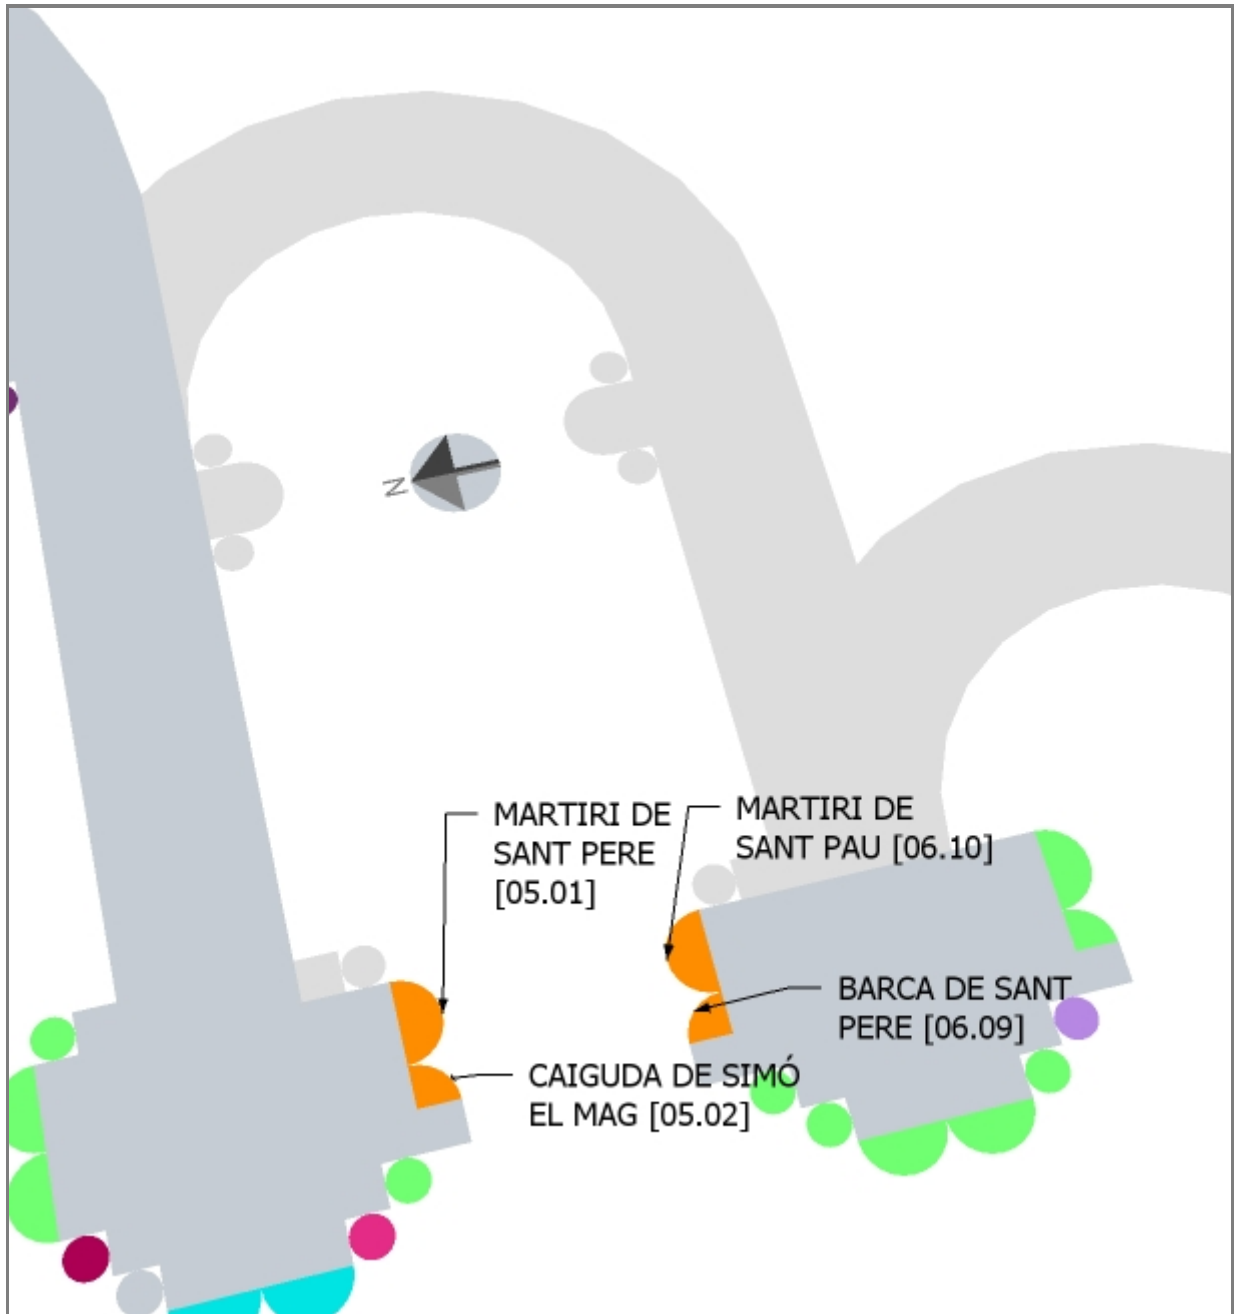 N
MARTIRI DE
SANT PERE
[05.01]
MARTIRI DE
SANT PAU [06.10]
BARCA DE SANT
PERE [06.09]
CAIGUDA DE SIMÓ
EL MAG [05.02]